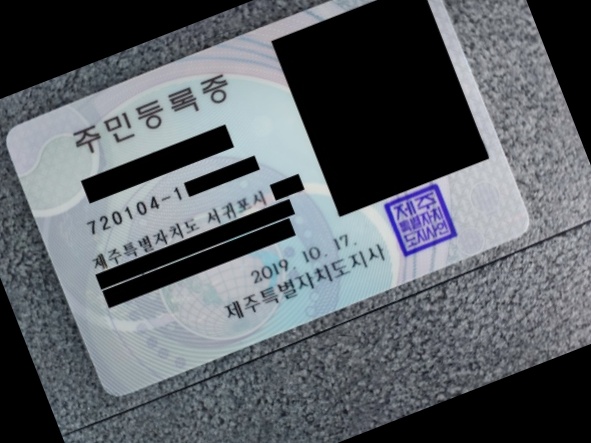 주민등록증
720104-1
제주특별자치도 서귀포시
2019. 10. 17.
제주특별자치도지사
제주
특별자치
도지사인